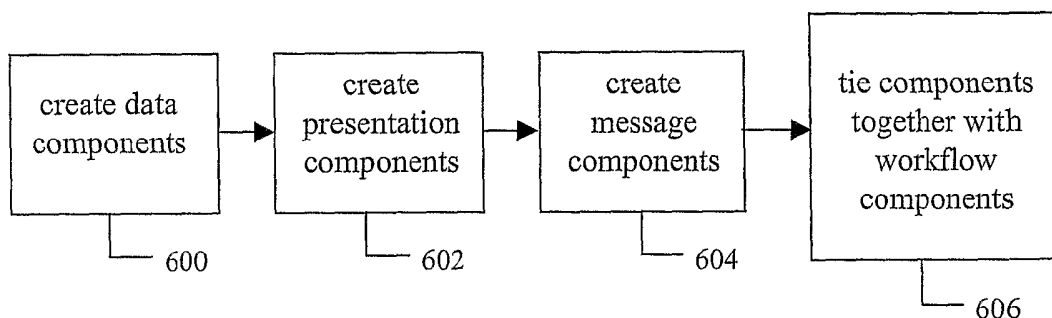 create data
components
600
create
presentation
components
602
create
message
components
604
tie components
together with
workflow
components
606